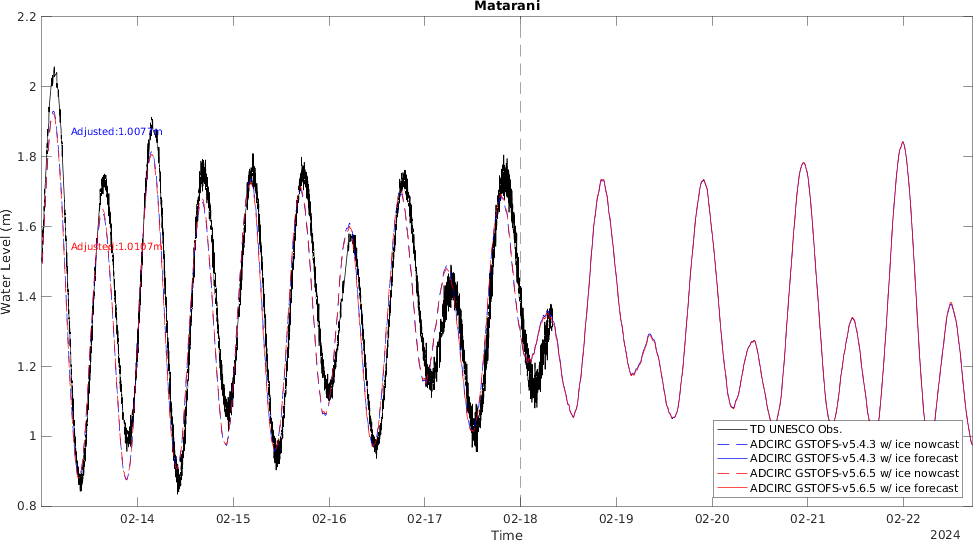 Matarani
2.2
2
1.8
1.6
1.4
1.2
1
0.8
Water Level (m)
Adjusted:1.0077m
Adjusted:1.0107m
TD UNESCO Obs.
ADCIRC GSTOFS-v5.4.3 w/ ice nowcast
ADCIRC GSTOFS-v5.4.3 w/ ice forecast
ADCIRC GSTOFS-v5.6.5 w/ ice nowcast
ADCIRC GSTOFS-v5.6.5 w/ ice forecast
02-14 02-15 02-16 02-17 02-18 02-19 02-20 02-21 02-22
Time
2024